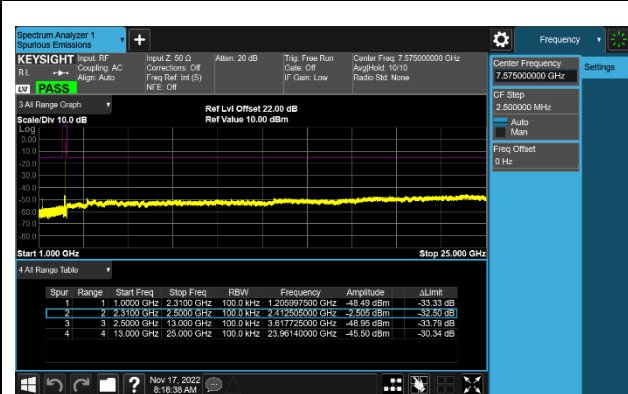 Spectrum Analyzer 1
Spurious Emissions
Frequency
KEYSIGHT
R L
Input: RF
Coupling: AC
Align: Auto
Input Z: 50 Ω
Corrections: Off
Freq Ref: Int (S)
NFE: Off
Atten: 20 dB
Trig: Free Run
Gate: Off
IF Gain: Low
Center Freq: 7.575000000 GHz
Avg|Hold: 10/10
Radio Std: None
LW PASS
Center Frequency
7.575000000 GHz
Settings
CF Step
2.500000 MHz
Auto
Man
Freq Offset
0 Hz
3 All Range Graph
Scale/Div 10.0 dB
Ref Lvl Offset 22.00 dB
Ref Value 10.00 dBm
Log
0.00
-10.0
-20.0
-30.0
-40.0
-50.0
-60.0
-70.0
-80.0
Start 1.000 GHz
Stop 25.000 GHz
4 All Range Table
Spur Range Start Freq Stop Freq RBW Frequency Amplitude ΔLimit
1 1 1.0000 GHz 2.3100 GHz 100.0 kHz 1.205997500 GHz -48.49 dBm -33.33 dB
2 2 2.3100 GHz 2.5000 GHz 100.0 kHz 2.412505000 GHz -2.505 dBm -32.50 dB
3 3 2.5000 GHz 13.000 GHz 100.0 kHz 3.617725000 GHz -48.95 dBm -33.79 dB
4 4 13.000 GHz 25.000 GHz 100.0 kHz 23.96140000 GHz -45.50 dBm -30.34 dB
Nov 17, 2022
8:18:38 AM